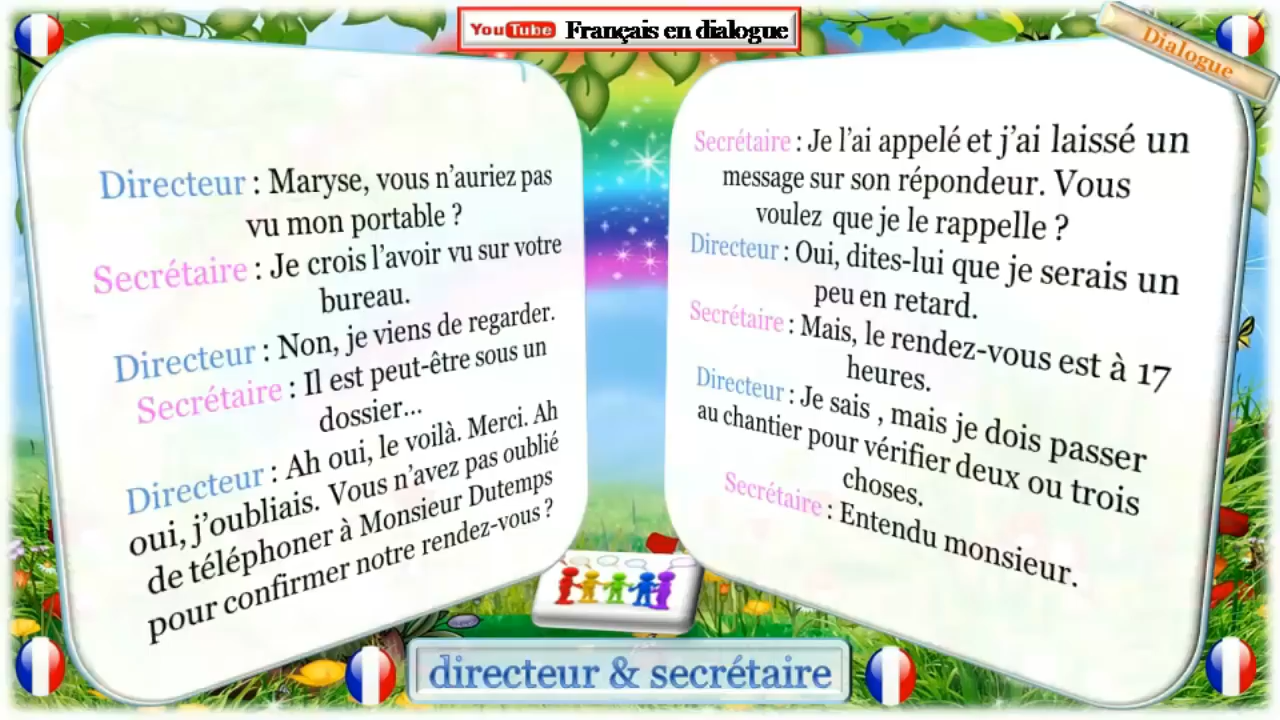 YouTube Français en dialogue
Dialogue
Directeur : Maryse, vous n'auriez pas
vu mon portable ?
Secrétaire : Je crois l'avoir vu sur votre
bureau.
Directeur : Non, je viens de regarder.
Secrétaire : Il est peut-être sous un
dossier...
Directeur : Ah oui, le voilà. Merci. Ah
oui, j'oubliais. Vous n'avez pas oublié
de téléphoner à Monsieur Dutemps
pour confirmer notre rendez-vous ?
Secrétaire : Je l'ai appelé et j'ai laissé un
message sur son répondeur. Vous
voulez que je le rappelle ?
Directeur : Oui, dites-lui que je serais un
peu en retard.
Secrétaire : Mais, le rendez-vous est à 17
heures.
Directeur : Je sais , mais je dois passer
au chantier pour vérifier deux ou trois
choses.
Secrétaire : Entendu monsieur.
directeur & secrétaire